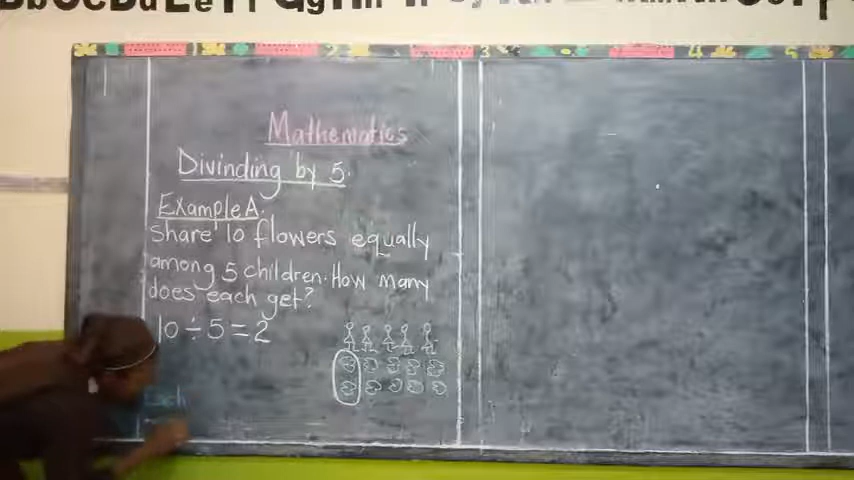 Mathematics
Divinding by 5.
Example A.
Share 10 flowers equally
among 5 children. How many
does each get?
10 ÷ 5 = 2
Each